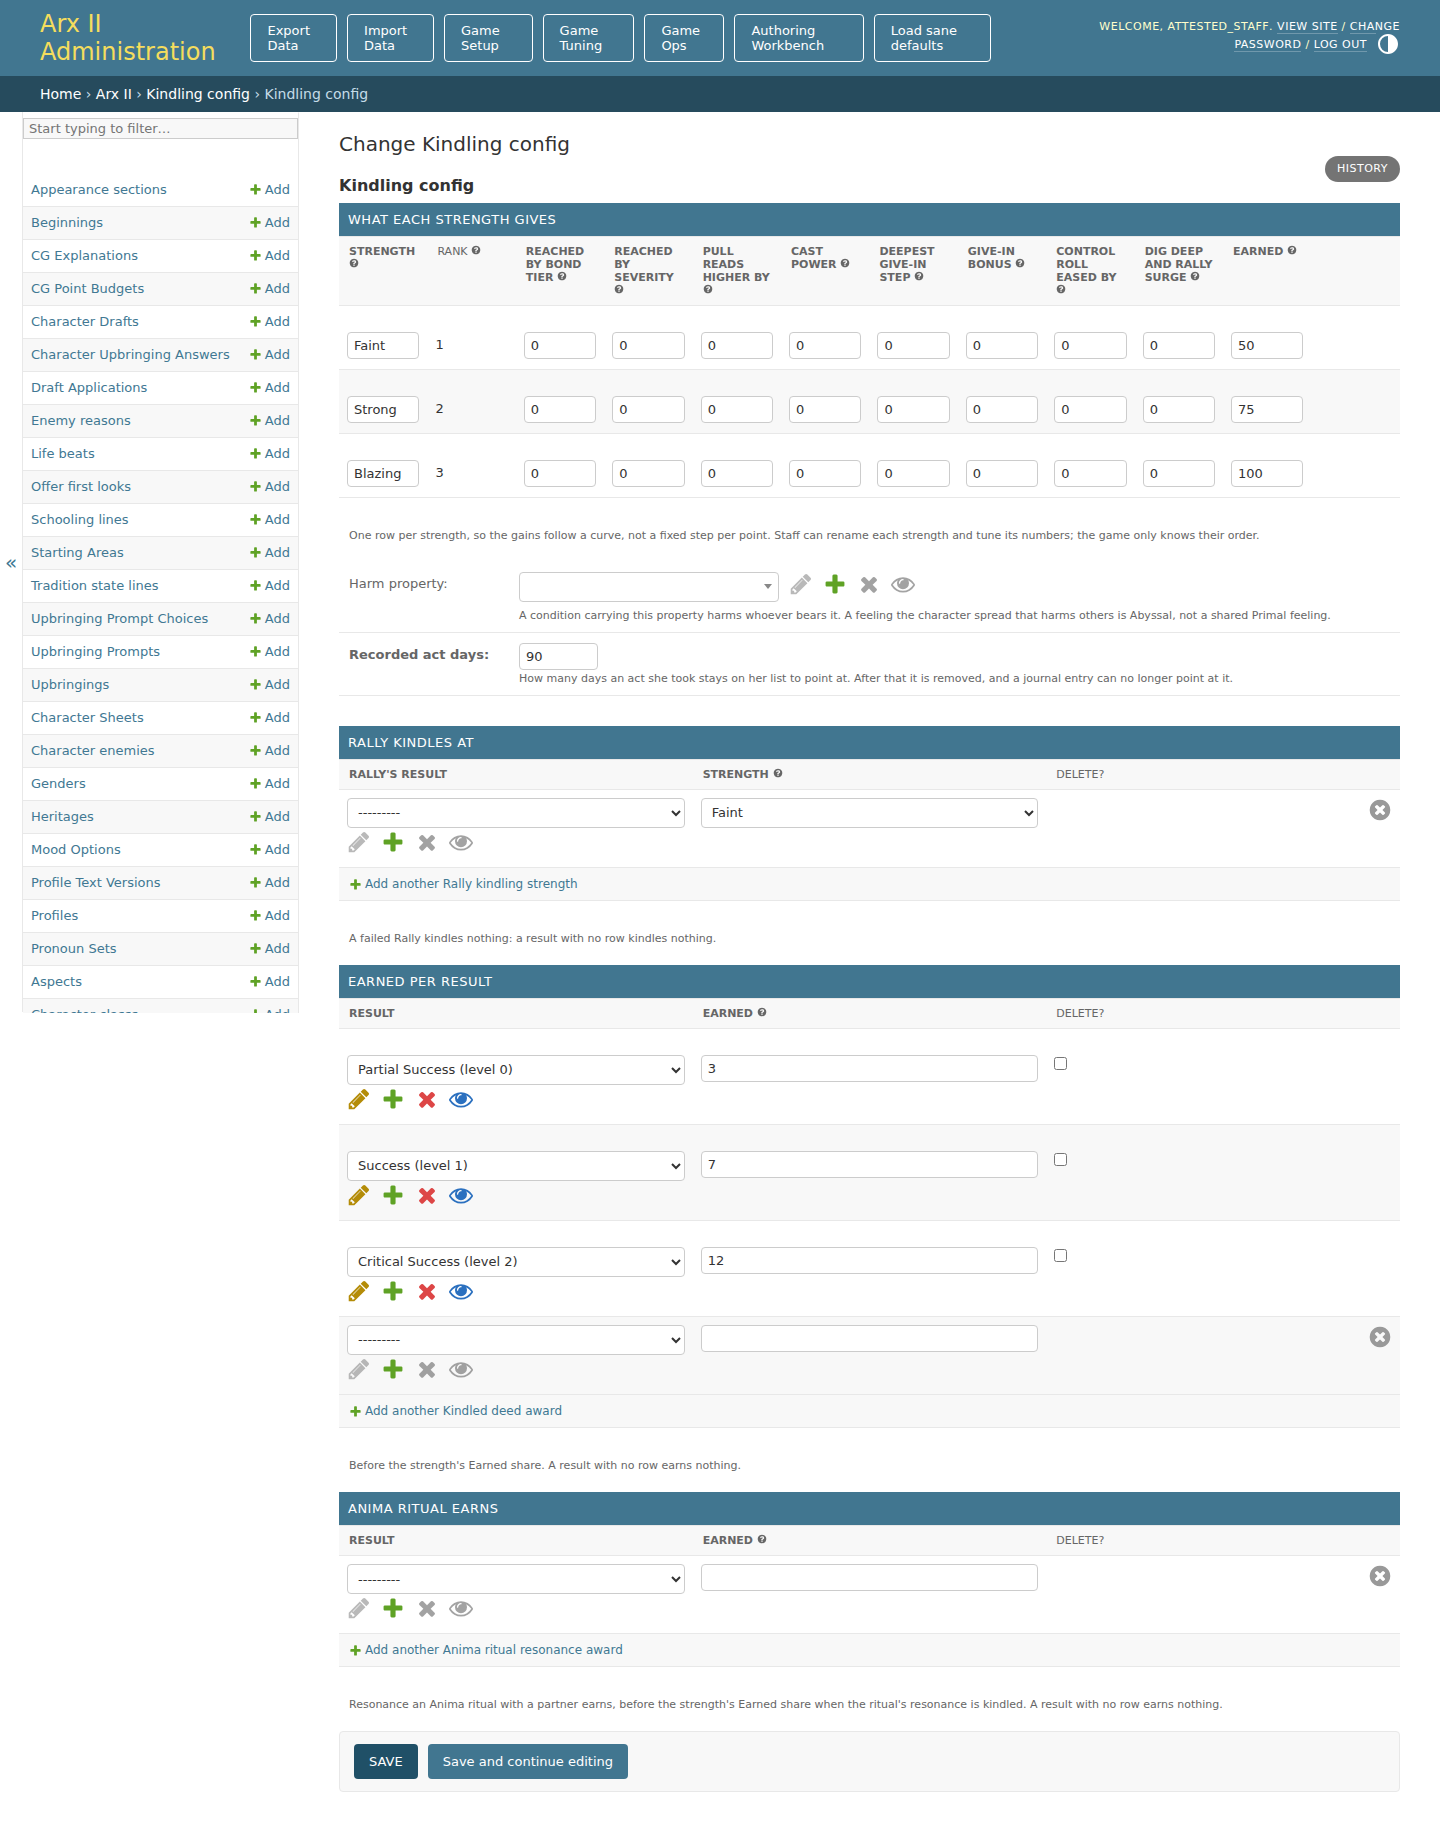 Arx II
Administration
Export
Data
Import
Data
Game
Setup
Game
Tuning
Game
Ops
Authoring
Workbench
Load sane
defaults
WELCOME, ATTESTED_STAFF. VIEW SITE / CHANGE
PASSWORD / LOG OUT
Home › Arx II › Kindling config › Kindling config
Start typing to filter…
Appearance sections Add
Beginnings Add
CG Explanations Add
CG Point Budgets Add
Character Drafts Add
Character Upbringing Answers Add
Draft Applications Add
Enemy reasons Add
Life beats Add
Offer first looks Add
Schooling lines Add
Starting Areas Add
Tradition state lines Add
Upbringing Prompt Choices Add
Upbringing Prompts Add
Upbringings Add
Character Sheets Add
Character enemies Add
Genders Add
Heritages Add
Mood Options Add
Profile Text Versions Add
Profiles Add
Pronoun Sets Add
Aspects Add
«
Change Kindling config
HISTORY
Kindling config
WHAT EACH STRENGTH GIVES
STRENGTH
RANK
REACHED
BY BOND
TIER
REACHED
BY
SEVERITY
PULL
READS
HIGHER BY
CAST
POWER
DEEPEST
GIVE-IN
STEP
GIVE-IN
BONUS
CONTROL
ROLL
EASED BY
DIG DEEP
AND RALLY
SURGE
EARNED
Faint 1 0 0 0 0 0 0 0 0 50
Strong 2 0 0 0 0 0 0 0 0 75
Blazing 3 0 0 0 0 0 0 0 0 100
One row per strength, so the gains follow a curve, not a fixed step per point. Staff can rename each strength and tune its numbers; the game only knows their order.
Harm property:
A condition carrying this property harms whoever bears it. A feeling the character spread that harms others is Abyssal, not a shared Primal feeling.
Recorded act days: 90
How many days an act she took stays on her list to point at. After that it is removed, and a journal entry can no longer point at it.
RALLY KINDLES AT
RALLY'S RESULT STRENGTH DELETE?
--------- Faint
Add another Rally kindling strength
A failed Rally kindles nothing: a result with no row kindles nothing.
EARNED PER RESULT
RESULT EARNED DELETE?
Partial Success (level 0) 3
Success (level 1) 7
Critical Success (level 2) 12
---------
Add another Kindled deed award
Before the strength's Earned share. A result with no row earns nothing.
ANIMA RITUAL EARNS
RESULT EARNED DELETE?
---------
Add another Anima ritual resonance award
Resonance an Anima ritual with a partner earns, before the strength's Earned share when the ritual's resonance is kindled. A result with no row earns nothing.
SAVE Save and continue editing